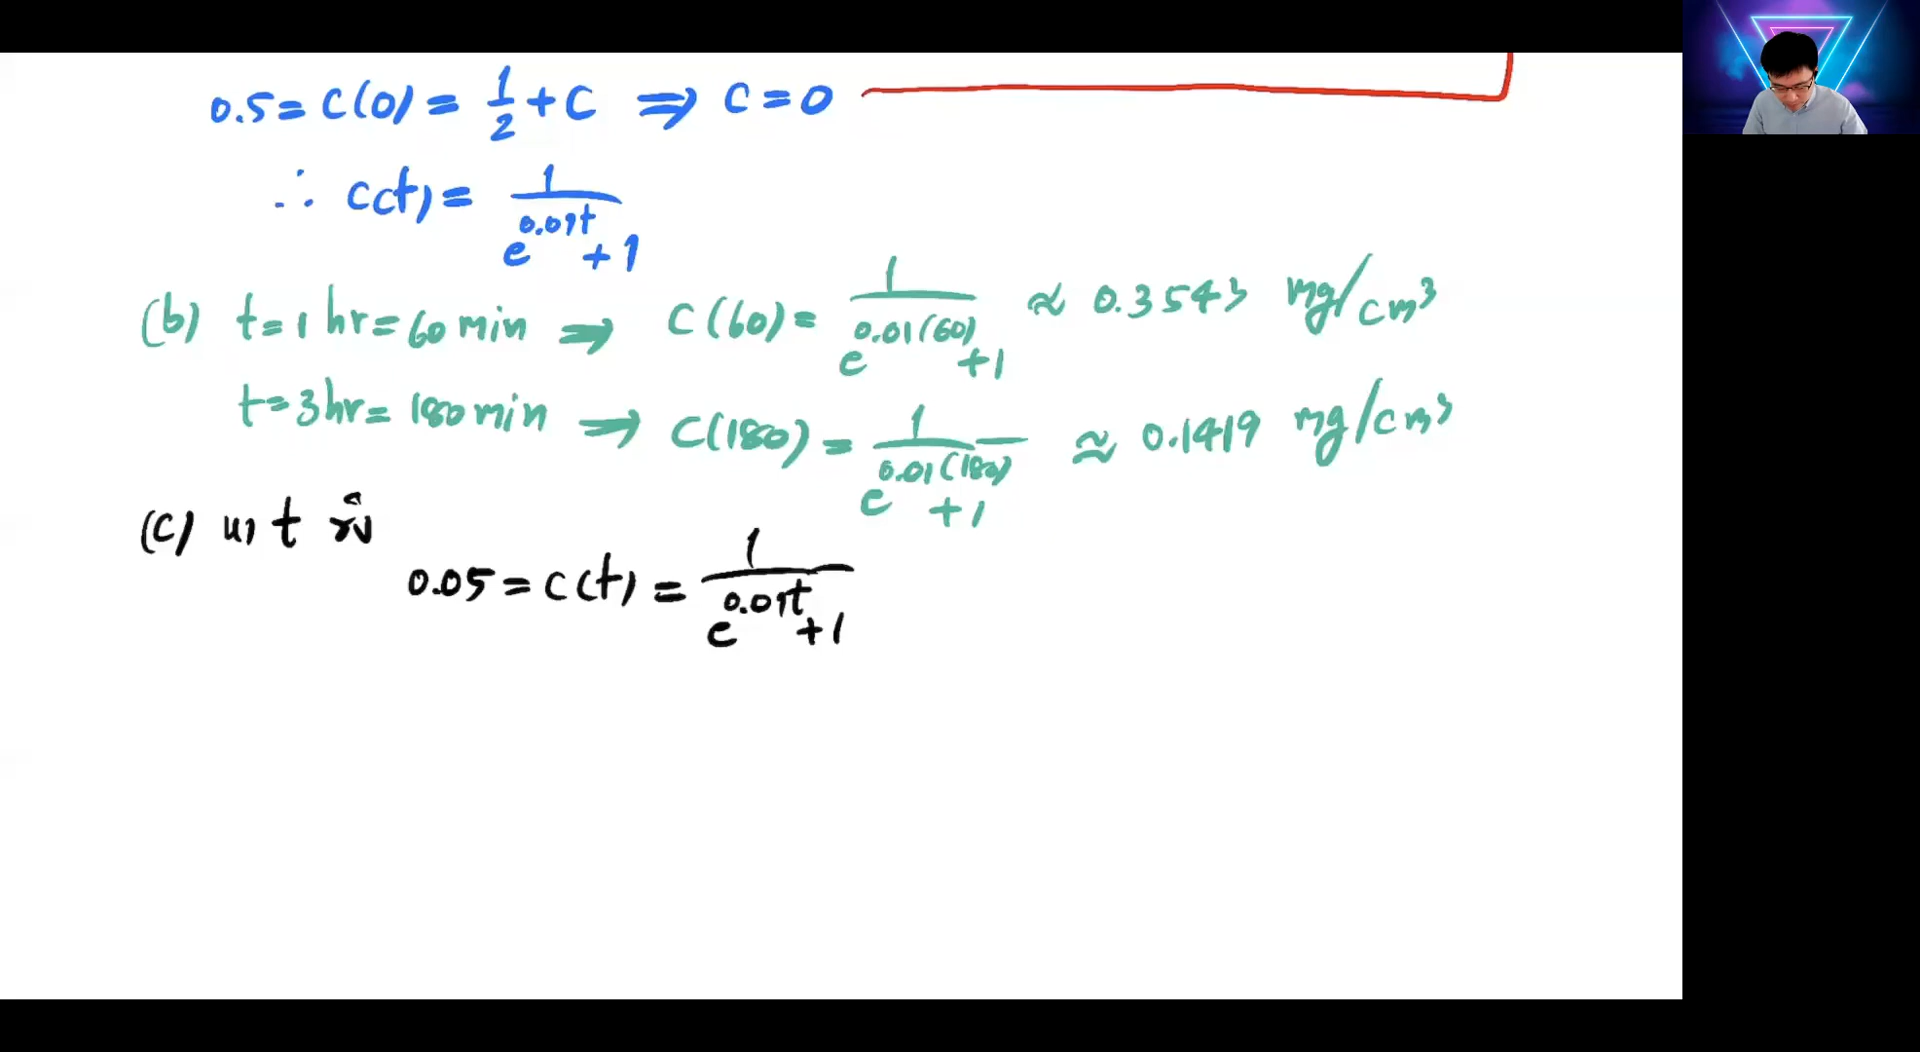 0.5 = C(0) = 1/2 + C ⇒ C = 0
∴ C(t) = 1/(e^(0.01t) + 1)
(b) t = 1 hr = 60 min ⇒ C(60) = 1/(e^(0.01(60)) + 1) ≈ 0.3543 mg/cm³
t = 3 hr = 180 min ⇒ C(180) = 1/(e^(0.01(180)) + 1) ≈ 0.1419 mg/cm³
(c) หา t ซึ่ง
0.05 = C(t) = 1/(e^(0.01t) + 1)